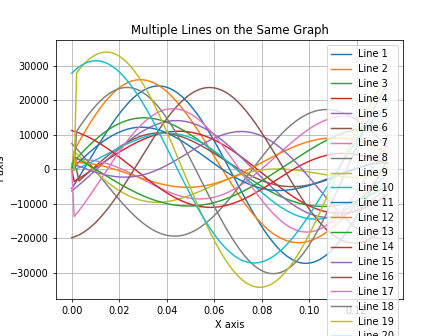 Multiple Lines on the Same Graph
30000
20000
10000
0
−10000
−20000
−30000
0.00
0.02
0.04
0.06
0.08
0.10
X axis
Line 1
Line 2
Line 3
Line 4
Line 5
Line 6
Line 7
Line 8
Line 9
Line 10
Line 11
Line 12
Line 13
Line 14
Line 15
Line 16
Line 17
Line 18
Line 19
Line 20